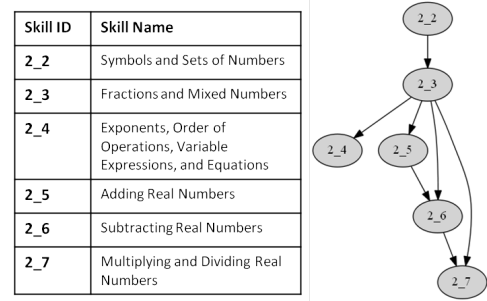 Skill ID Skill Name
2_2 Symbols and Sets of Numbers
2_3 Fractions and Mixed Numbers
2_4 Exponents, Order of
Operations, Variable
Expressions, and Equations
2_5 Adding Real Numbers
2_6 Subtracting Real Numbers
2_7 Multiplying and Dividing Real
Numbers
2_2
2_3
2_4 2_5
2_6
2_7